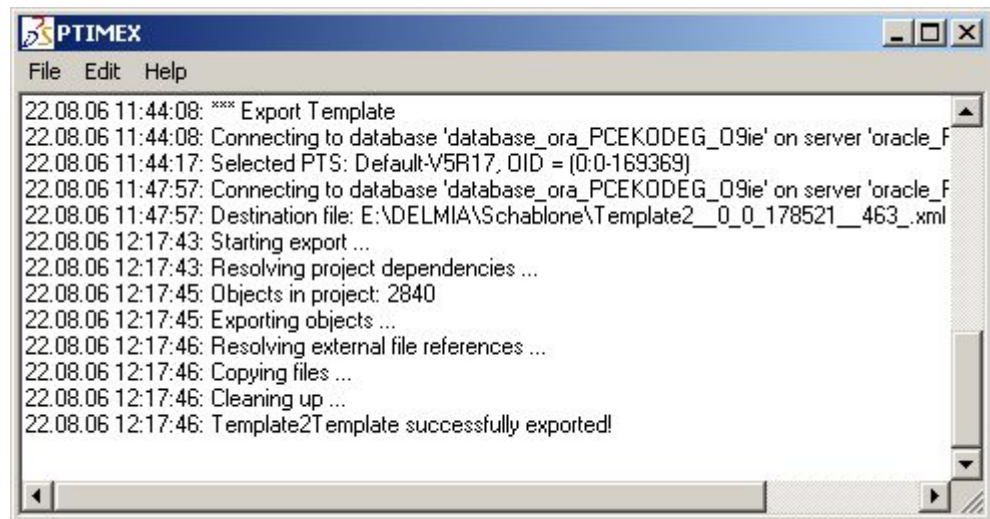 PTIMEX
File Edit Help
22.08.06 11:44:08: *** Export Template
22.08.06 11:44:08: Connecting to database 'database_ora_PCEKODEG_O9ie' on server 'oracle_F
22.08.06 11:44:17: Selected PTS: Default-V5R17, OID = (0:0-169369)
22.08.06 11:47:57: Connecting to database 'database_ora_PCEKODEG_O9ie' on server 'oracle_F
22.08.06 11:47:57: Destination file: E:\DELMIA\Schablone\Template2__0_0_178521__463_.xml
22.08.06 12:17:43: Starting export ...
22.08.06 12:17:43: Resolving project dependencies ...
22.08.06 12:17:45: Objects in project: 2840
22.08.06 12:17:45: Exporting objects ...
22.08.06 12:17:46: Resolving external file references ...
22.08.06 12:17:46: Copying files ...
22.08.06 12:17:46: Cleaning up ...
22.08.06 12:17:46: Template2Template successfully exported!